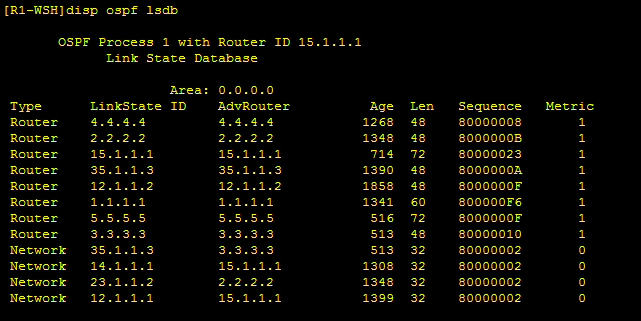 [R1-WSH]disp ospf lsdb
OSPF Process 1 with Router ID 15.1.1.1
Link State Database
Area: 0.0.0.0
Type LinkState ID AdvRouter Age Len Sequence Metric
Router 4.4.4.4 4.4.4.4 1268 48 80000008 1
Router 2.2.2.2 2.2.2.2 1348 48 8000000B 1
Router 15.1.1.1 15.1.1.1 714 72 80000023 1
Router 35.1.1.3 35.1.1.3 1390 48 8000000A 1
Router 12.1.1.2 12.1.1.2 1858 48 8000000F 1
Router 1.1.1.1 1.1.1.1 1341 60 800000F6 1
Router 5.5.5.5 5.5.5.5 516 72 8000000F 1
Router 3.3.3.3 3.3.3.3 513 48 80000010 1
Network 35.1.1.3 3.3.3.3 513 32 80000002 0
Network 14.1.1.1 15.1.1.1 1308 32 80000002 0
Network 23.1.1.2 2.2.2.2 1348 32 80000002 0
Network 12.1.1.1 15.1.1.1 1399 32 80000002 0